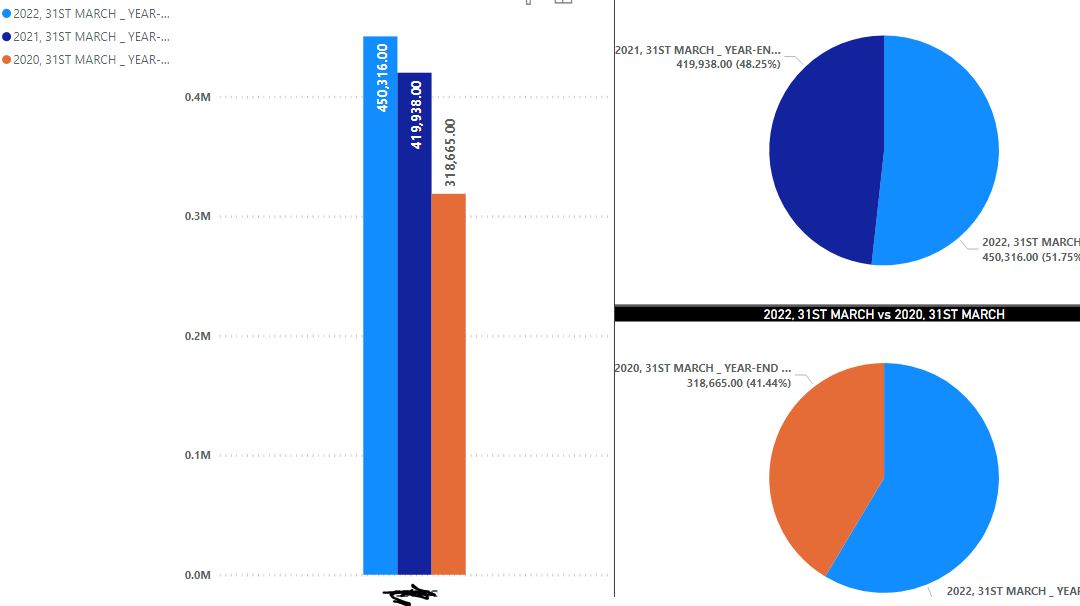 2022, 31ST MARCH _ YEAR-...
2021, 31ST MARCH _ YEAR-...
2020, 31ST MARCH _ YEAR-...
0.4M
0.3M
0.2M
0.1M
0.0M
450,316.00
419,938.00
318,665.00
2021, 31ST MARCH _ YEAR-EN...
419,938.00 (48.25%)
2022, 31ST MARCH
450,316.00 (51.75%
2022, 31ST MARCH vs 2020, 31ST MARCH
2020, 31ST MARCH _ YEAR-END ...
318,665.00 (41.44%)
2022, 31ST MARCH _ YEAR